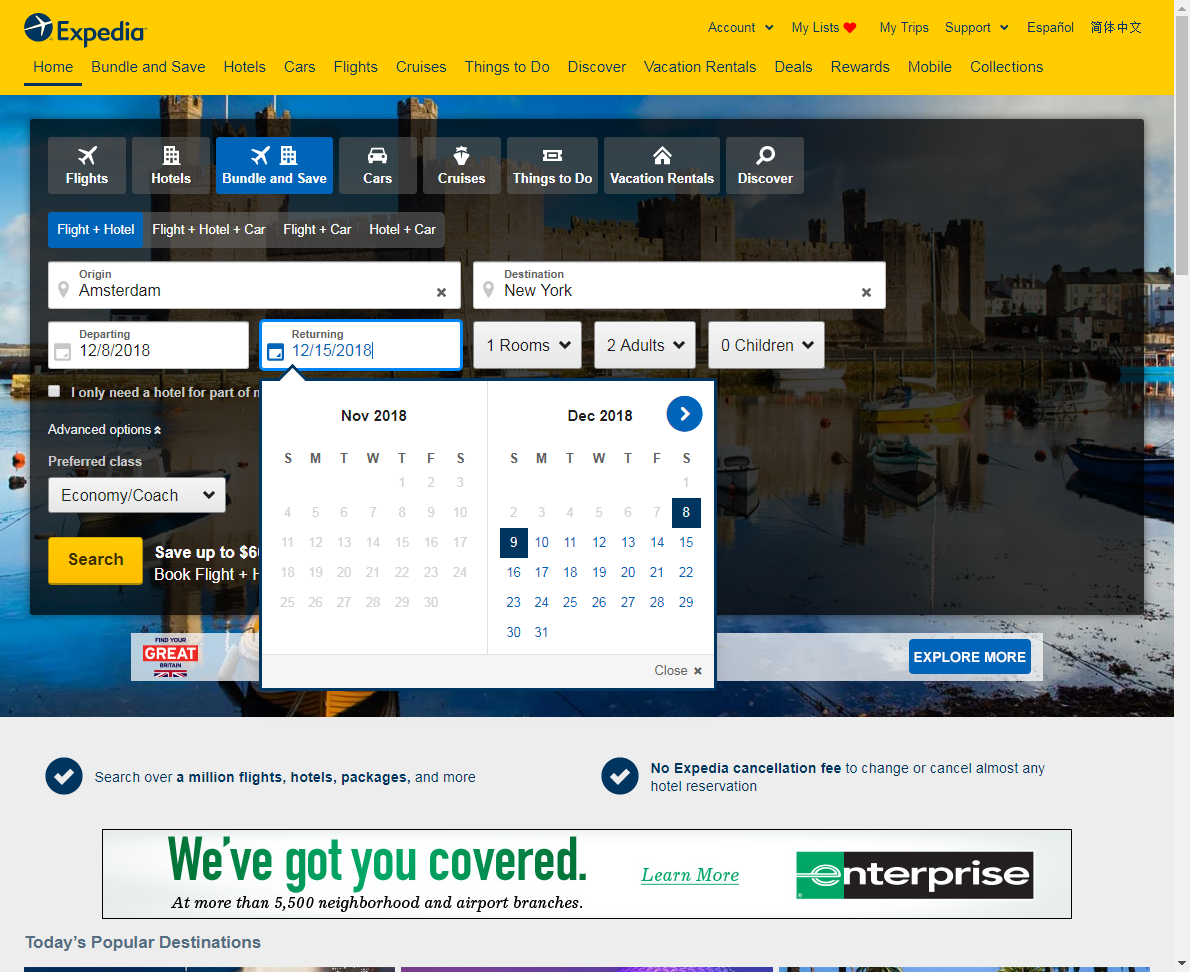 Expedia
Account My Lists My Trips Support Español 简体中文
Home Bundle and Save Hotels Cars Flights Cruises Things to Do Discover Vacation Rentals Deals Rewards Mobile Collections
Flights Hotels Bundle and Save Cars Cruises Things to Do Vacation Rentals Discover
Flight + Hotel Flight + Hotel + Car Flight + Car Hotel + Car
Origin
Amsterdam
Destination
New York
Departing
12/8/2018
Returning
12/15/2018
1 Rooms 2 Adults 0 Children
I only need a hotel for part of
Advanced options
Preferred class
Economy/Coach
Search
Save up to $6
Book Flight + H
Nov 2018
S M T W T F S
1 2 3
4 5 6 7 8 9 10
11 12 13 14 15 16 17
18 19 20 21 22 23 24
25 26 27 28 29 30
Dec 2018
S M T W T F S
1
2 3 4 5 6 7 8
9 10 11 12 13 14 15
16 17 18 19 20 21 22
23 24 25 26 27 28 29
30 31
Close
FIND YOUR
GREAT
BRITAIN
EXPLORE MORE
Search over a million flights, hotels, packages, and more
No Expedia cancellation fee to change or cancel almost any
hotel reservation
We've got you covered.
At more than 5,500 neighborhood and airport branches.
Learn More
enterprise
Today's Popular Destinations